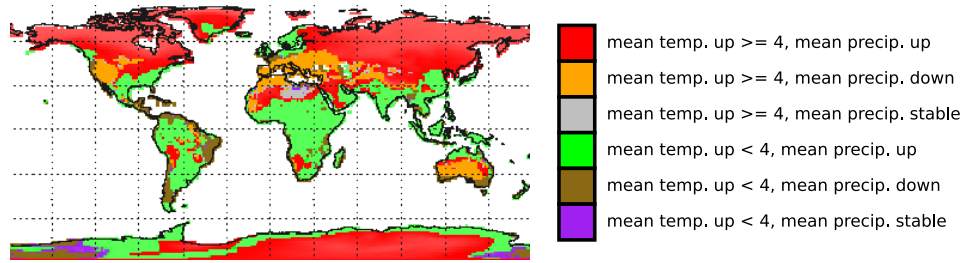 mean temp. up >= 4, mean precip. up
mean temp. up >= 4, mean precip. down
mean temp. up >= 4, mean precip. stable
mean temp. up < 4, mean precip. up
mean temp. up < 4, mean precip. down
mean temp. up < 4, mean precip. stable